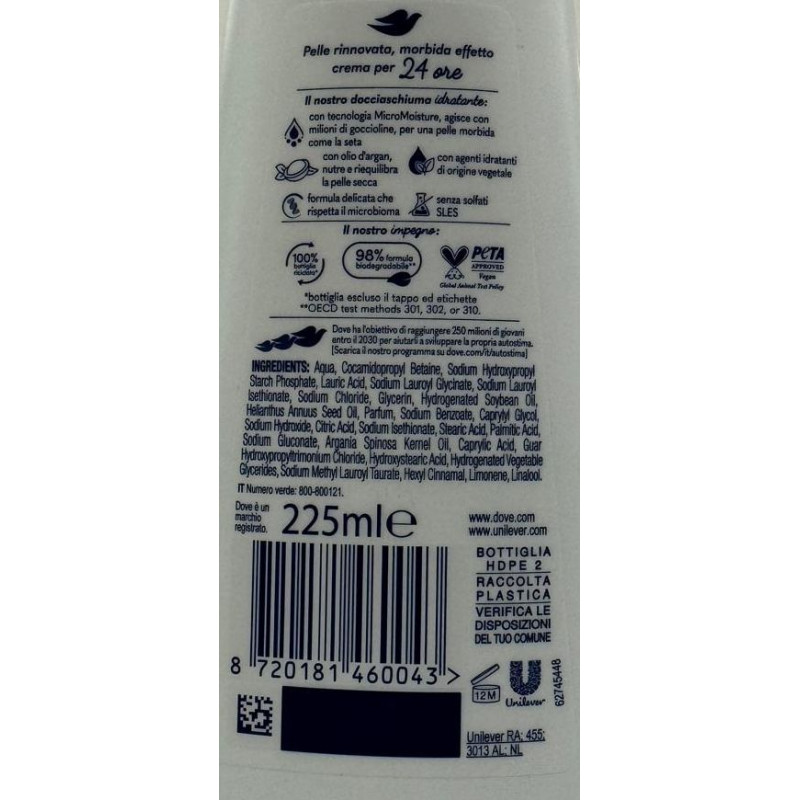 Pelle rinnovata, morbida effetto
crema per 24 ore
Il nostro docciaschiuma idratante:
con tecnologia MicroMoisture, agisce con
milioni di goccioline, per una pelle morbida
come la seta
con olio d'argan,
nutre e riequilibra
la pelle secca
con agenti idratanti
di origine vegetale
formula delicata che
rispetta il microbioma
senza solfati
SLES
Il nostro impegno:
100%
bottiglia
riciclata*
98% formula
biodegradabile**
PETA
APPROVED
Vegan
Global Animal Test Policy
*bottiglia escluso il tappo ed etichette
**OECD test methods 301, 302, or 310.
Dove ha l'obiettivo di raggiungere 250 milioni di giovani
entro il 2030 per aiutarli a sviluppare la propria autostima.
[Scarica il nostro programma su dove.com/it/autostima]
INGREDIENTS: Aqua, Cocamidopropyl Betaine, Sodium Hydroxypropyl
Starch Phosphate, Lauric Acid, Sodium Lauroyl Glycinate, Sodium Lauroyl
Isethionate, Sodium Chloride, Glycerin, Hydrogenated Soybean Oil,
Helianthus Annuus Seed Oil, Parfum, Sodium Benzoate, Caprylyl Glycol,
Sodium Hydroxide, Citric Acid, Sodium Isethionate, Stearic Acid, Palmitic Acid,
Sodium Gluconate, Argania Spinosa Kernel Oil, Caprylic Acid, Guar
Hydroxypropyltrimonium Chloride, Hydroxystearic Acid, Hydrogenated Vegetable
Glycerides, Sodium Methyl Lauroyl Taurate, Hexyl Cinnamal, Limonene, Linalool.
IT Numero verde: 800-800121.
Dove è un
marchio
registrato.
225ml e
www.dove.com
www.unilever.com
BOTTIGLIA
HDPE 2
RACCOLTA
PLASTICA
VERIFICA LE
DISPOSIZIONI
DEL TUO COMUNE
8 720181 460043 >
12M
Unilever
62745448
Unilever RA; 455;
3013 AL; NL